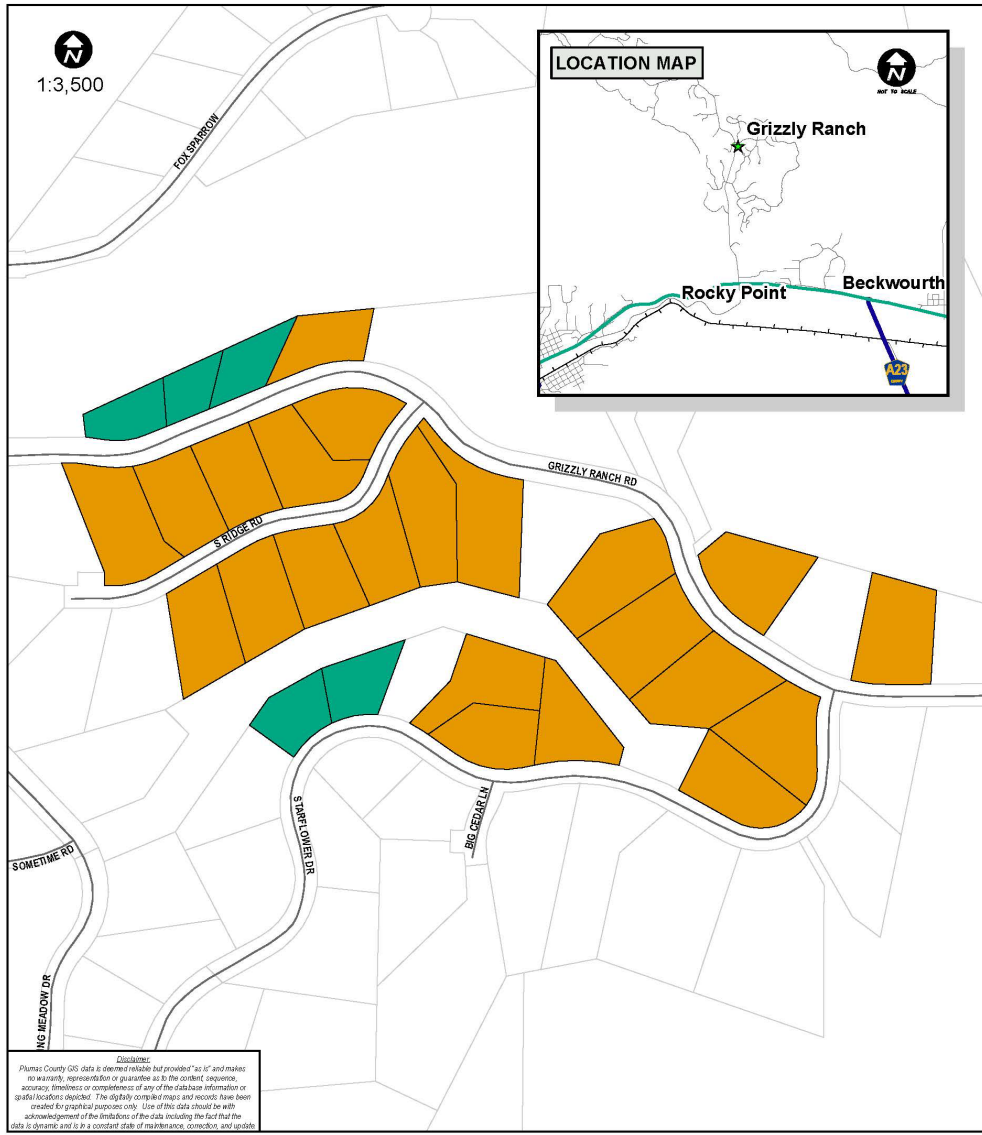 N
1:3,500
FOX SPARROW
LOCATION MAP
N
NOT TO SCALE
Grizzly Ranch
Rocky Point
Beckwourth
A23
GRIZZLY RANCH RD
S RIDGE RD
BIG CEDAR LN
STARFLOWER DR
SOMETIME RD
ING MEADOW DR
Disclaimer:
Plumas County GIS data is deemed reliable but provided "as is" and makes
no warranty, representation or guarantee as to the content, sequence,
accuracy, timeliness or completeness of any of the database information or
spatial locations depicted. The digitally compiled maps and records have been
created for graphical purposes only. Use of this data should be with
acknowledgement of the limitations of the data including the fact that the
data is dynamic and is in a constant state of maintenance, correction, and update.